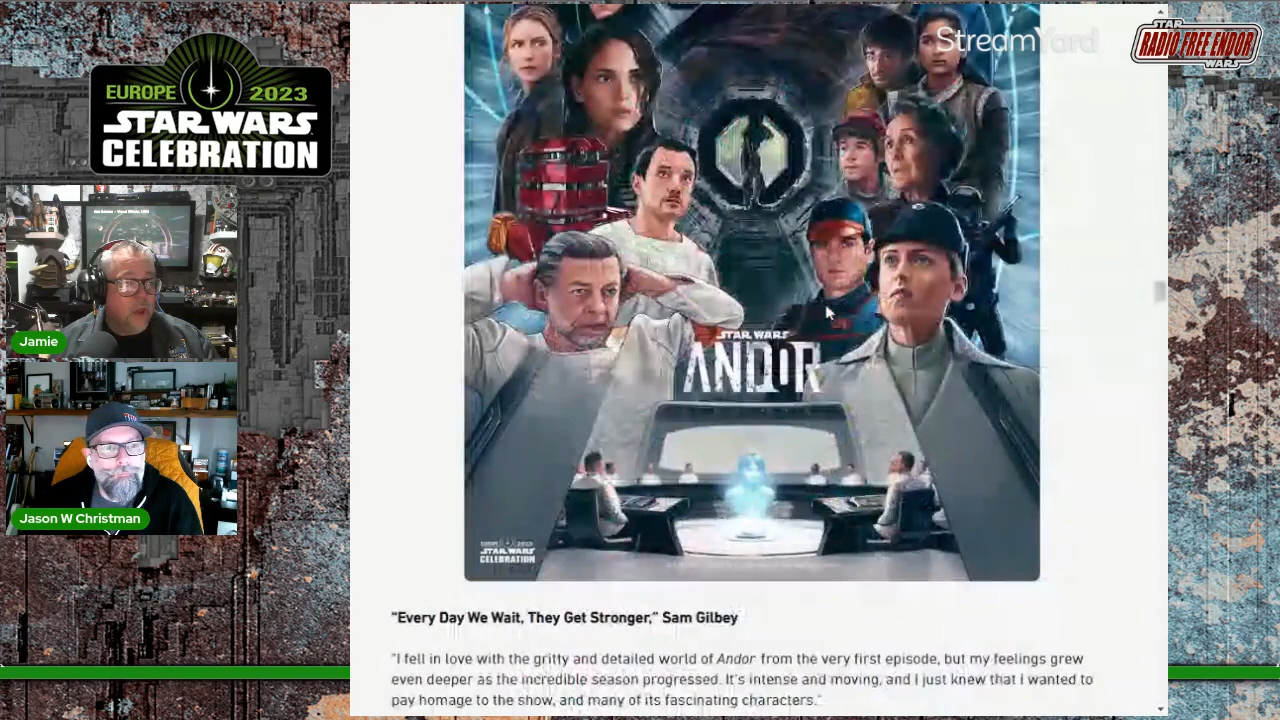 StreamYard
STAR
RADIO FREE ENDOR
WARS
EUROPE 2023
STAR WARS
CELEBRATION
Jamie
Jason W Christman
STAR WARS
ANDOR
STAR WARS
CELEBRATION
"Every Day We Wait, They Get Stronger," Sam Gilbey
"I fell in love with the gritty and detailed world of Andor from the very first episode, but my feelings grew
even deeper as the incredible season progressed. It's intense and moving, and I just knew that I wanted to
pay homage to the show, and many of its fascinating characters."